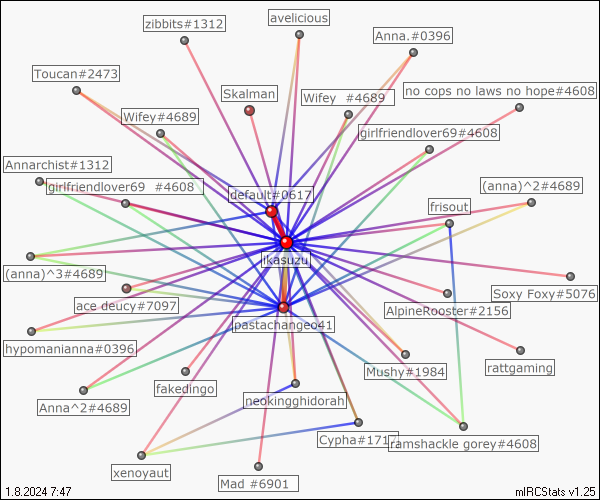 avelicious
zibbits#1312
Anna.#0396
Toucan#2473
Skalman
no cops no laws no hope#4608
Wifey  #4689
Wifey#4689
girlfriendlover69#4608
Annarchist#1312
girlfriendlover69  #4608
(anna)^2#4689
default#0617
frisout
ikasuzu
(anna)^3#4689
Soxy Foxy#5076
ace deucy#7097
AlpineRooster#2156
pastachangeo41
hypomanianna#0396
rattgaming
Mushy#1984
fakedingo
neokingghidorah
Anna^2#4689
Cypha#1717
ramshackle gorey#4608
xenoyaut
Mad #6901
1.8.2024 7:47
mIRCStats v1.25